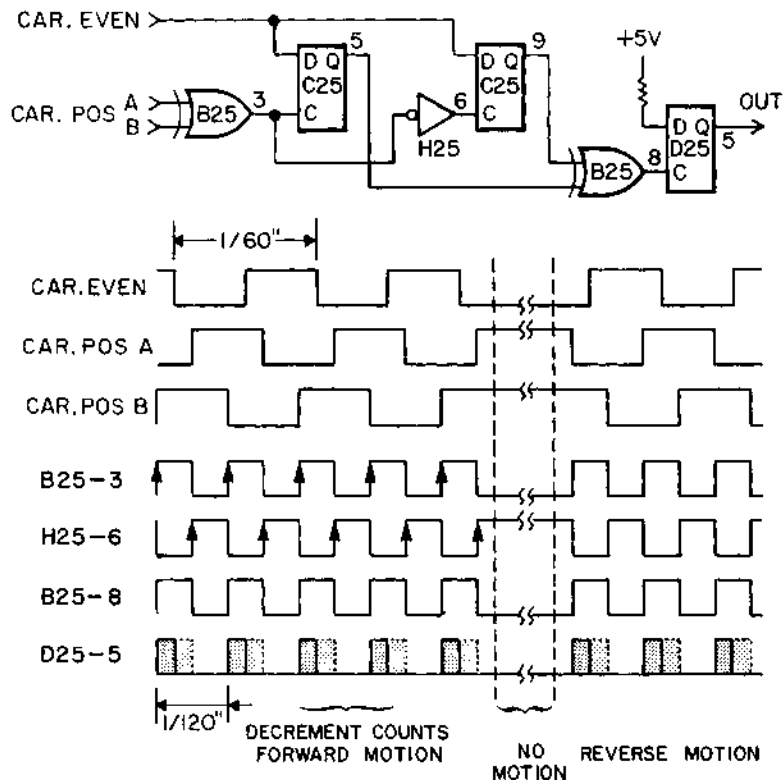 CAR. EVEN
5
9
+5V
D Q
C25
C
D Q
C25
C
CAR. POS A
B
B25
3
6
H25
OUT
D Q
D25
C
5
B25
8
1/60"
CAR. EVEN
CAR. POS A
CAR. POS B
B25-3
H25-6
B25-8
D25-5
1/120"
DECREMENT COUNTS
FORWARD MOTION
NO
MOTION
REVERSE MOTION